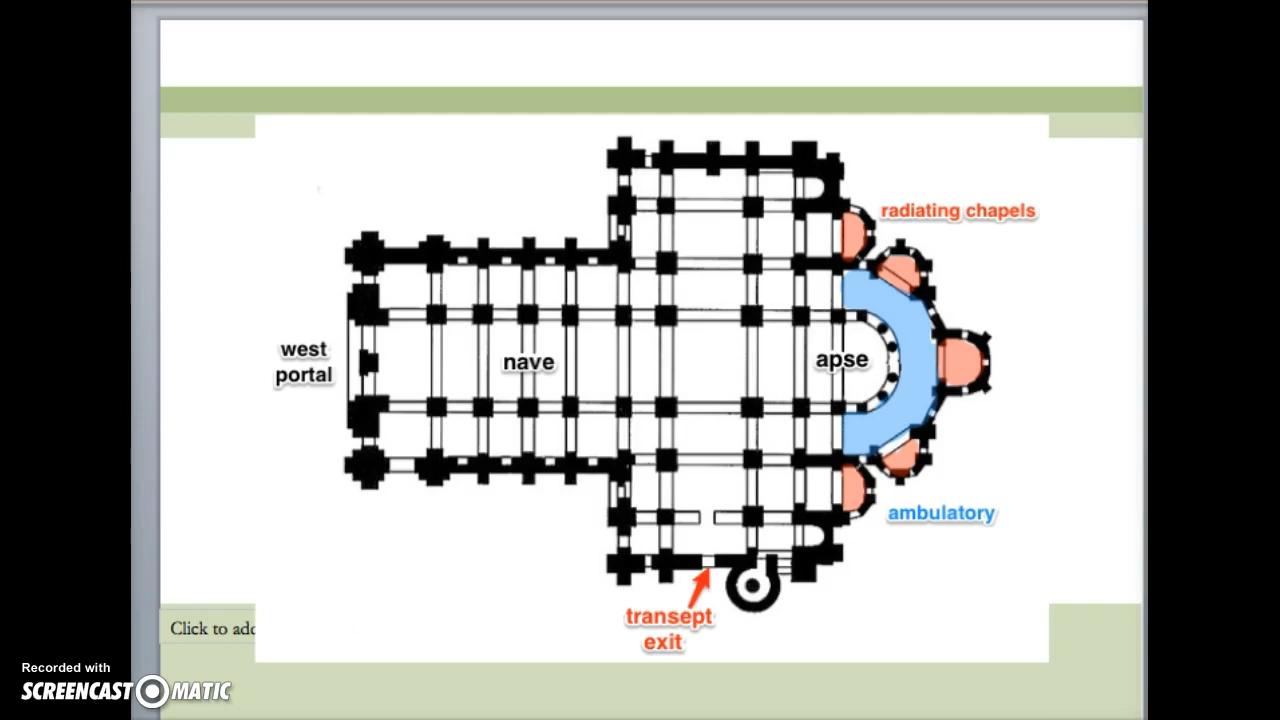 radiating chapels
west
portal
nave
apse
ambulatory
transept
exit
Click to add
Recorded with
SCREENCAST MATIC